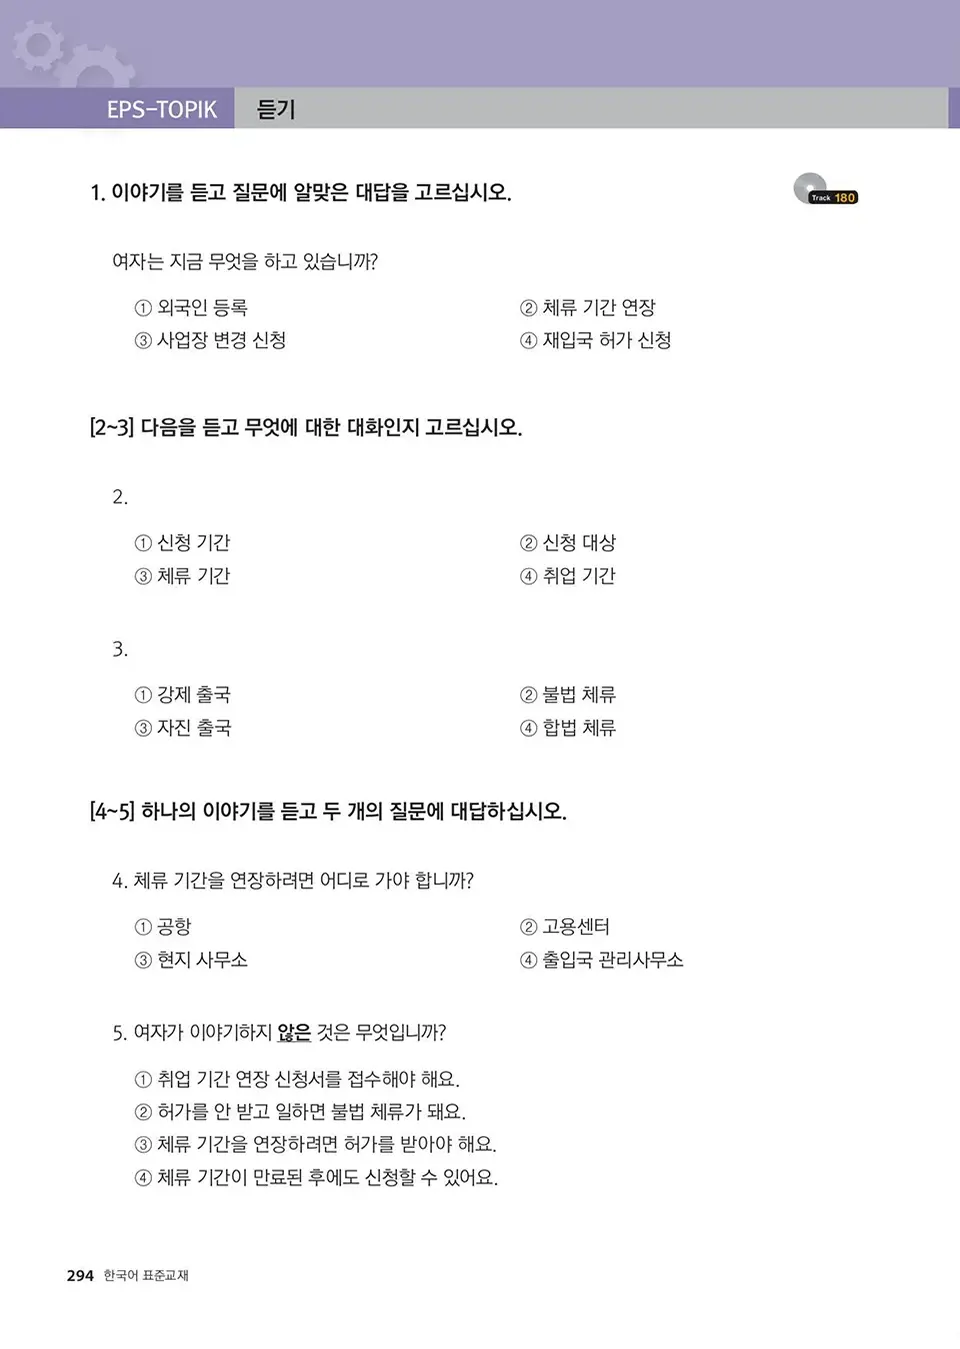 EPS-TOPIK 듣기
1. 이야기를 듣고 질문에 알맞은 대답을 고르십시오.
Track 180
여자는 지금 무엇을 하고 있습니까?
① 외국인 등록 ② 체류 기간 연장
③ 사업장 변경 신청 ④ 재입국 허가 신청
[2~3] 다음을 듣고 무엇에 대한 대화인지 고르십시오.
2.
① 신청 기간 ② 신청 대상
③ 체류 기간 ④ 취업 기간
3.
① 강제 출국 ② 불법 체류
③ 자진 출국 ④ 합법 체류
[4~5] 하나의 이야기를 듣고 두 개의 질문에 대답하십시오.
4. 체류 기간을 연장하려면 어디로 가야 합니까?
① 공항 ② 고용센터
③ 현지 사무소 ④ 출입국 관리사무소
5. 여자가 이야기하지 않은 것은 무엇입니까?
① 취업 기간 연장 신청서를 접수해야 해요.
② 허가를 안 받고 일하면 불법 체류가 돼요.
③ 체류 기간을 연장하려면 허가를 받아야 해요.
④ 체류 기간이 만료된 후에도 신청할 수 있어요.
294 한국어 표준교재